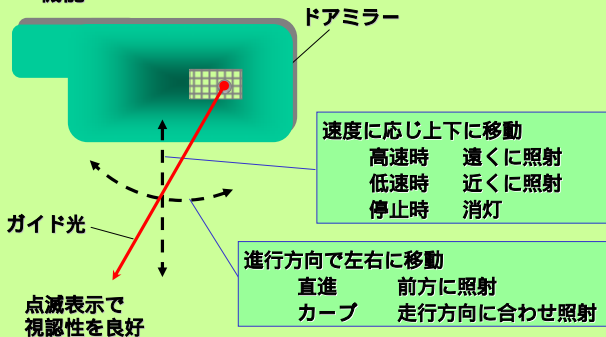 ドアミラー
速度に応じ上下に移動
高速時 遠くに照射
低速時 近くに照射
停止時 消灯
ガイド光
進行方向で左右に移動
直進 前方に照射
カーブ 走行方向に合わせ照射
点滅表示で
視認性を良好